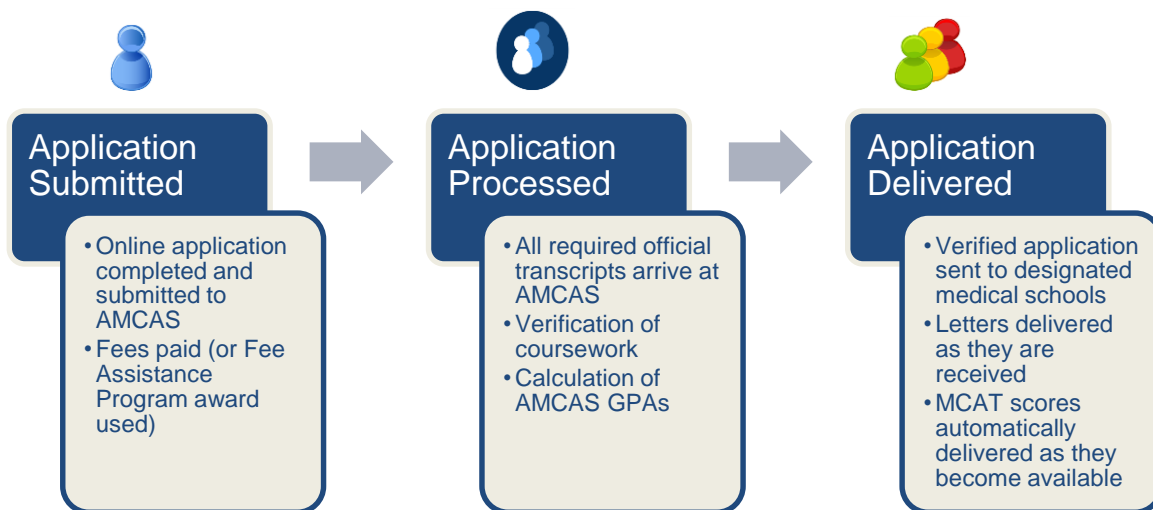 Application
Submitted
• Online application
completed and
submitted to
AMCAS
• Fees paid (or Fee
Assistance
Program award
used)
Application
Processed
• All required official
transcripts arrive at
AMCAS
• Verification of
coursework
• Calculation of
AMCAS GPAs
Application
Delivered
• Verified application
sent to designated
medical schools
• Letters delivered
as they are
received
• MCAT scores
automatically
delivered as they
become available